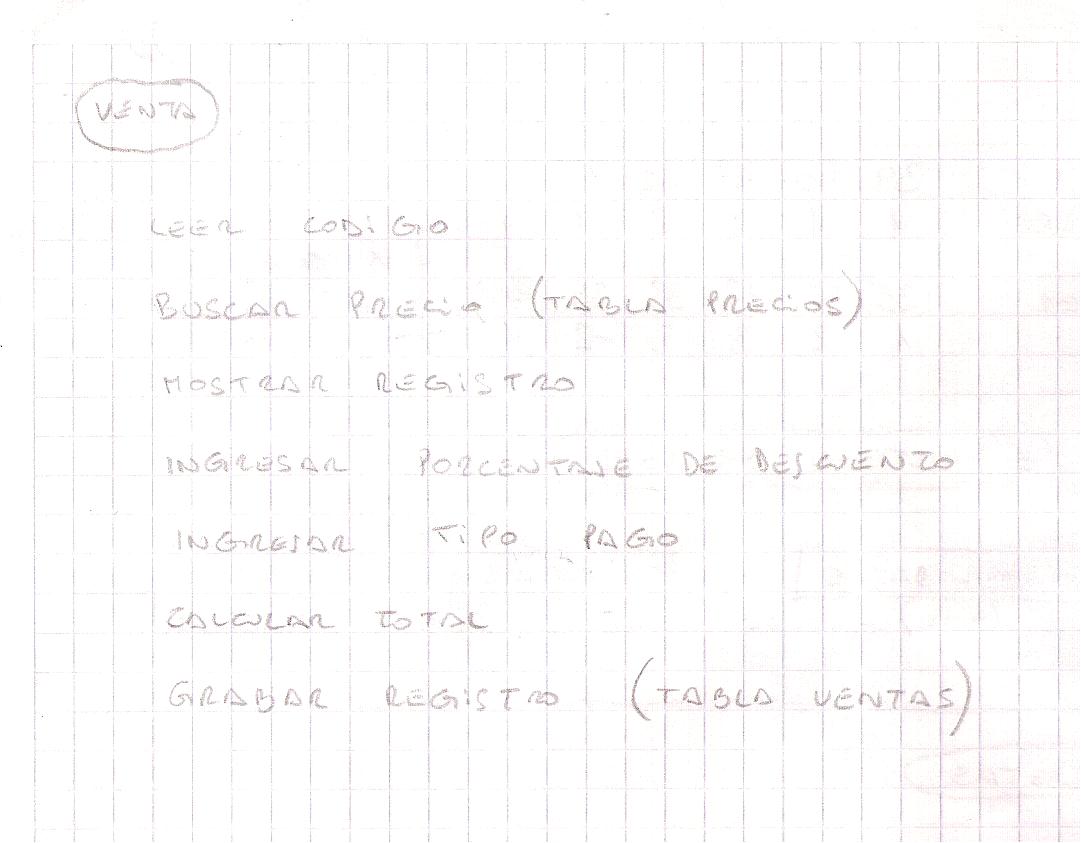 VENTA
LEER CODiGO
BUSCAR PRECiO (TABLA PRECiOS)
MOSTRAR REGiSTRO
INGRESAR PORCENTAJE DE DESCUENTO
INGRESAR TiPO PAGO
CALCULAR TOTAL
GRABAR REGiSTRO (TABLA VENTAS)